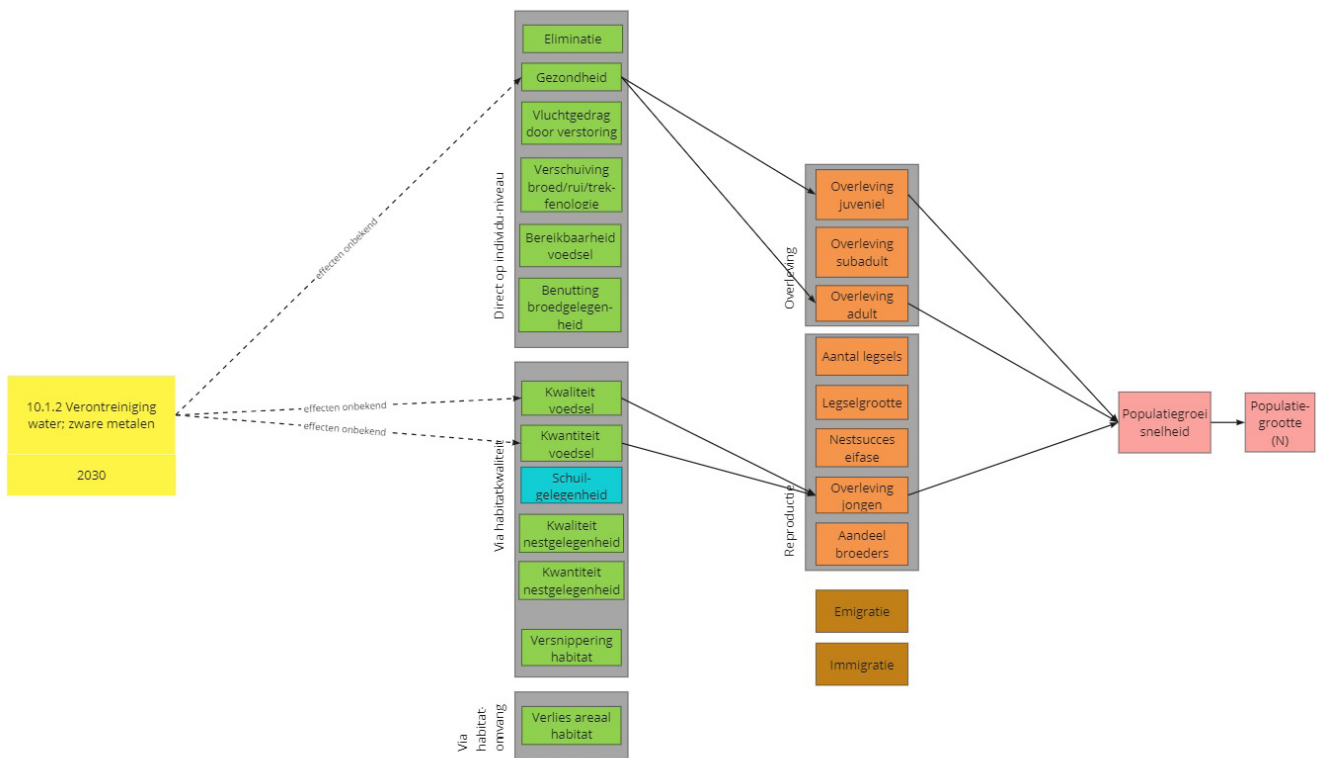 10.1.2 Verontreiniging
water; zware metalen
2030
effecten onbekend
effecten onbekend
effecten onbekend
Direct op individu-niveau
Eliminatie
Gezondheid
Vluchtgedrag
door verstoring
Verschuiving
broed/rui/trek-
fenologie
Bereikbaarheid
voedsel
Benutting
broedgelegen-
heid
Via habitatkwaliteit
Kwaliteit
voedsel
Kwantiteit
voedsel
Schuil-
gelegenheid
Kwaliteit
nestgelegenheid
Kwantiteit
nestgelegenheid
Versnippering
habitat
Via
habitat-
omvang
Verlies areaal
habitat
Overleving
Overleving
juveniel
Overleving
subadult
Overleving
adult
Reproductie
Aantal legsels
Legselgrootte
Nestsucces
eifase
Overleving
jongen
Aandeel
broeders
Emigratie
Immigratie
Populatiegroei
snelheid
Populatie-
grootte
(N)